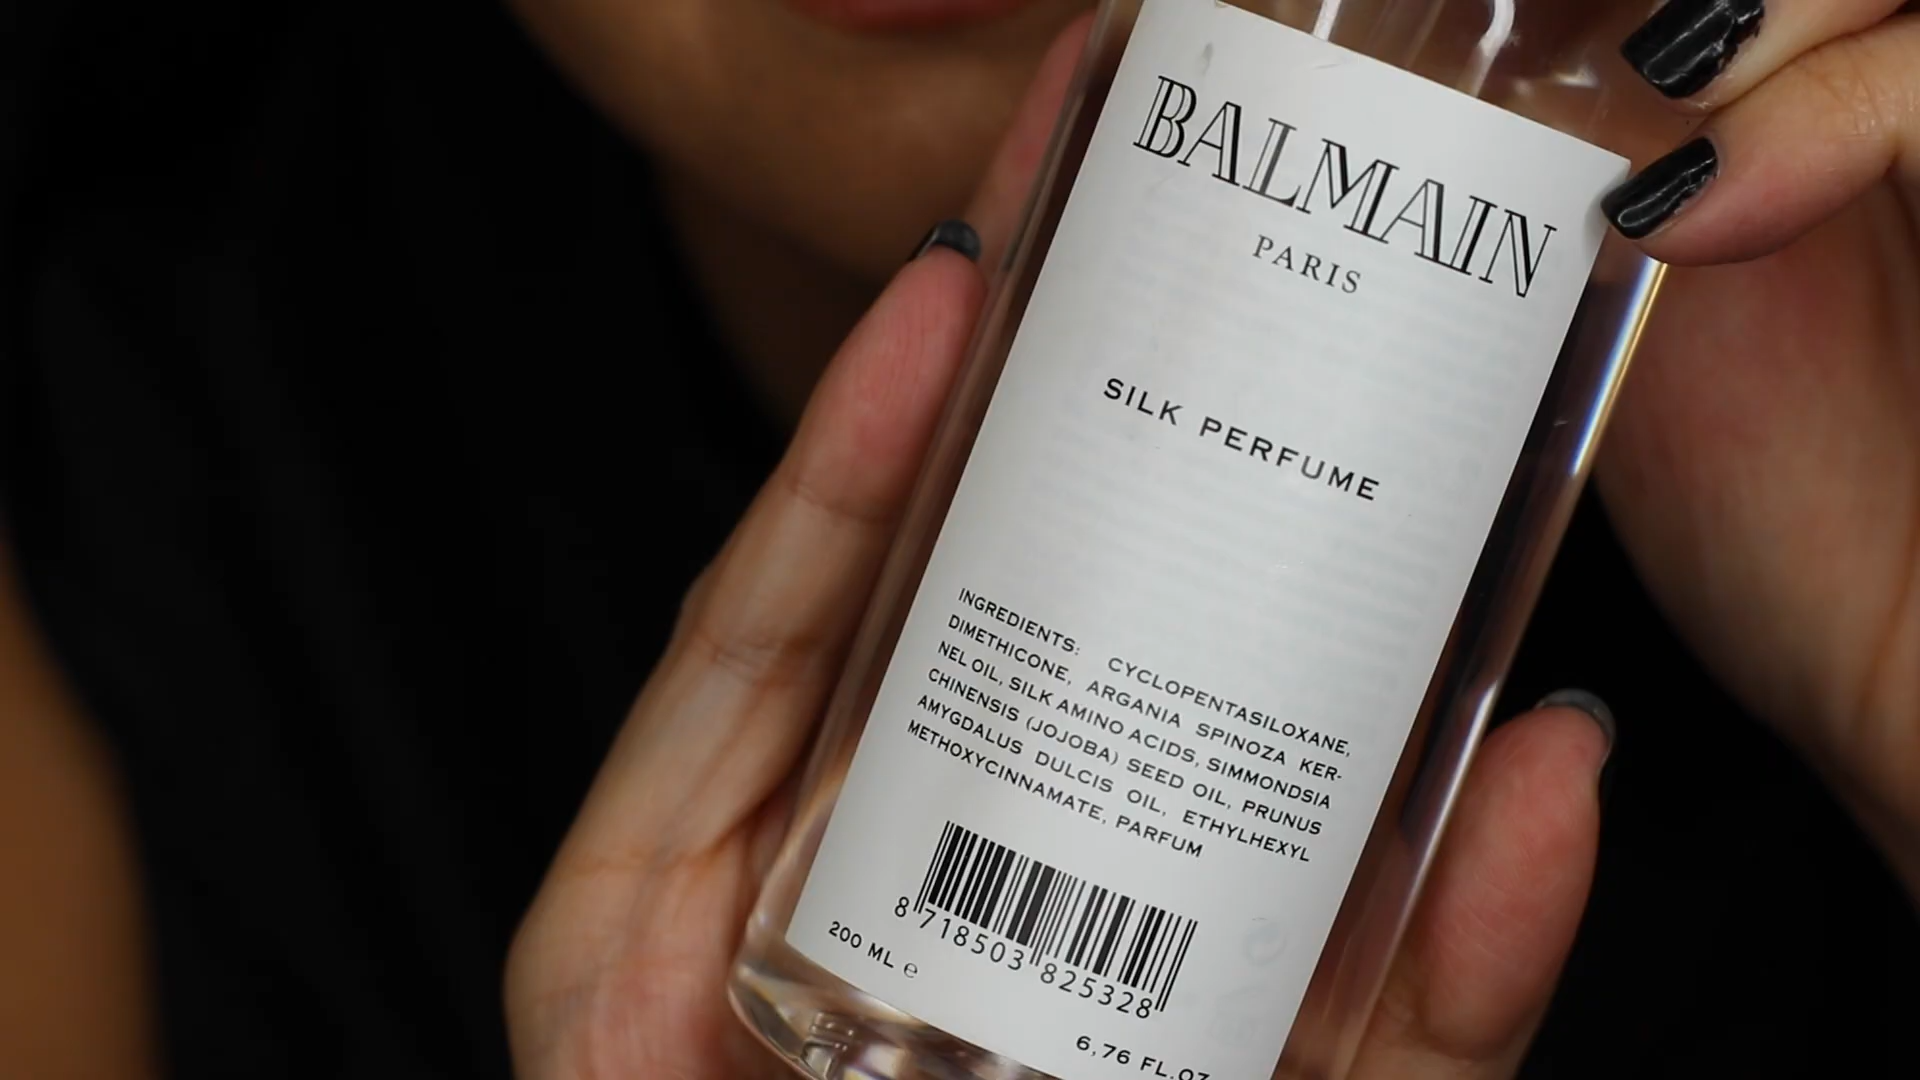 BALMAIN
PARIS
SILK PERFUME
INGREDIENTS: CYCLOPENTASILOXANE,
DIMETHICONE, ARGANIA SPINOZA KER-
NEL OIL, SILK AMINO ACIDS, SIMMONDSIA
CHINENSIS (JOJOBA) SEED OIL, PRUNUS
AMYGDALUS DULCIS OIL, ETHYLHEXYL
METHOXYCINNAMATE, PARFUM
8 718503 825328
200 ML ℮
6,76 FL.OZ